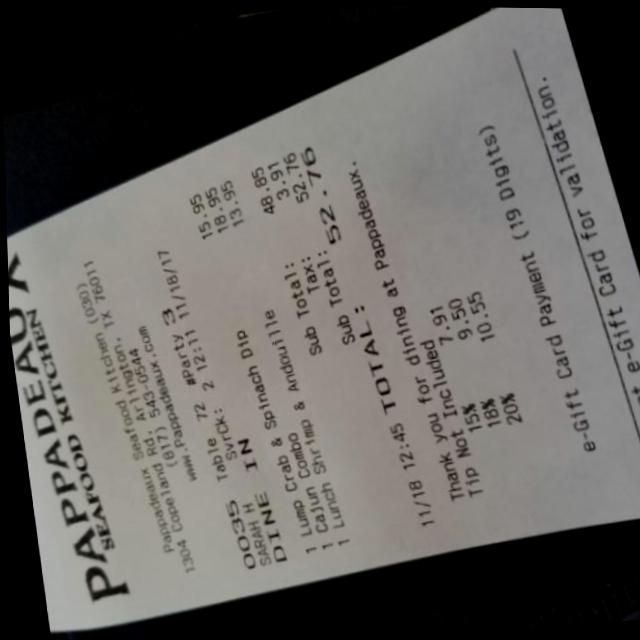 PAPPADEAUX
SEAFOOD KITCHEN
Pappadeaux Seafood Kitchen
1304 Copeland Rd. Arlington, TX 76011
(817) 543-0544
www.Pappadeaux.com
0035 Table 72 #Party 3
SARAH H 2 12:11 11/18/17
DINE IN
1 Lump Crab & Spinach Dip 15.95
1 Cajun Combo 18.95
1 Lunch Shrimp & Andouille 13.95
Sub Total: 48.85
Tax: 3.91
Sub Total: 52.76
11/18 12:45 TOTAL: 52.76
Thank you for dining at Pappadeaux.
Tip Not Included
15% 7.91
18% 9.50
20% 10.55
e-Gift Card Payment (19 Digits)
e-Gift Card for validation.